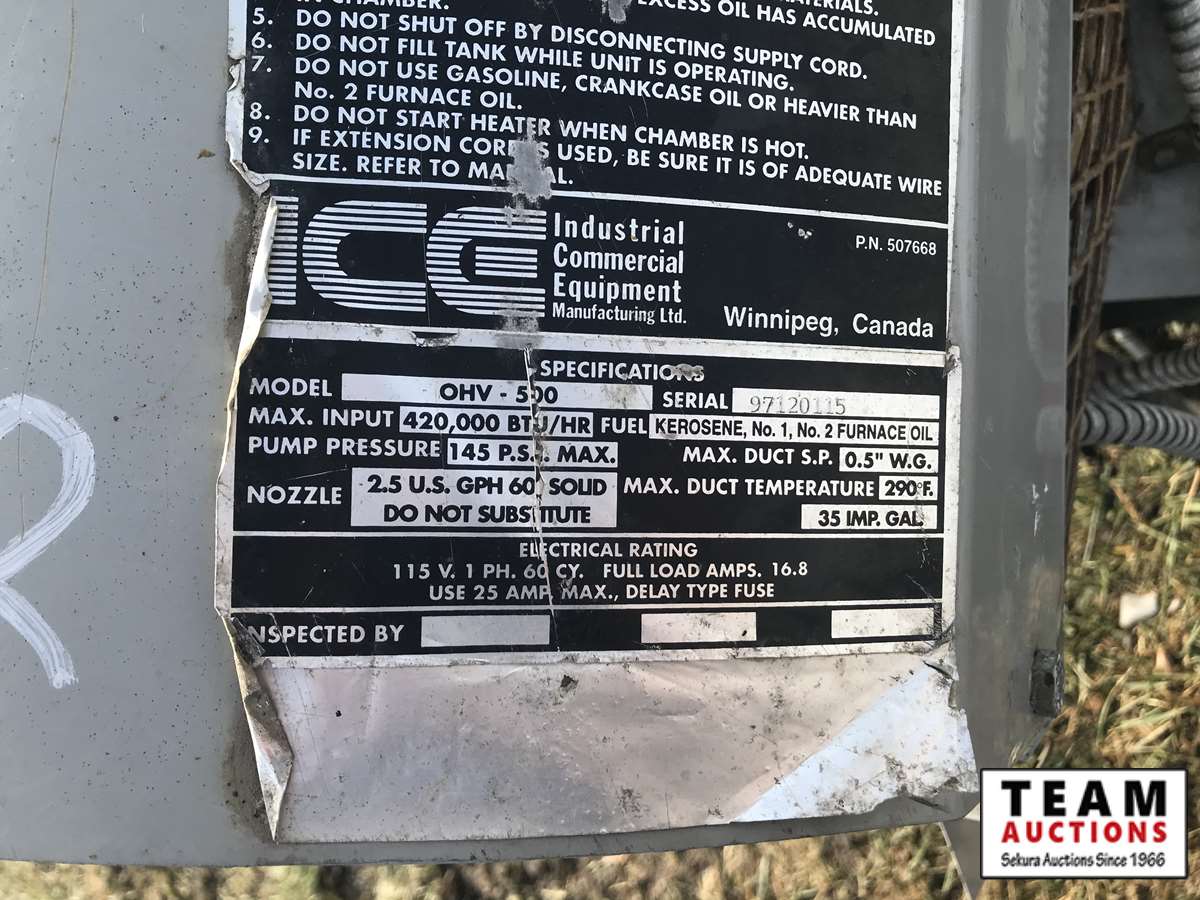 MATERIALS.
IN CHAMBER. EXCESS OIL HAS ACCUMULATED
5. DO NOT SHUT OFF BY DISCONNECTING SUPPLY CORD.
6. DO NOT FILL TANK WHILE UNIT IS OPERATING.
7. DO NOT USE GASOLINE, CRANKCASE OIL OR HEAVIER THAN
No. 2 FURNACE OIL.
8. DO NOT START HEATER WHEN CHAMBER IS HOT.
9. IF EXTENSION CORD IS USED, BE SURE IT IS OF ADEQUATE WIRE
SIZE. REFER TO MANUAL.
ICE
Industrial
Commercial
Equipment
Manufacturing Ltd.
P.N. 507668
Winnipeg, Canada
SPECIFICATIONS
MODEL OHV - 500 SERIAL 97120115
MAX. INPUT 420,000 BTU/HR FUEL KEROSENE, No. 1, No. 2 FURNACE OIL
PUMP PRESSURE 145 P.S.I. MAX. MAX. DUCT S.P. 0.5" W.G.
NOZZLE 2.5 U.S. GPH 60° SOLID MAX. DUCT TEMPERATURE 290°F.
DO NOT SUBSTITUTE 35 IMP. GAL.
ELECTRICAL RATING
115 V. 1 PH. 60 CY. FULL LOAD AMPS. 16.8
USE 25 AMP. MAX., DELAY TYPE FUSE
NSPECTED BY
R
TEAM
AUCTIONS
Sekura Auctions Since 1966